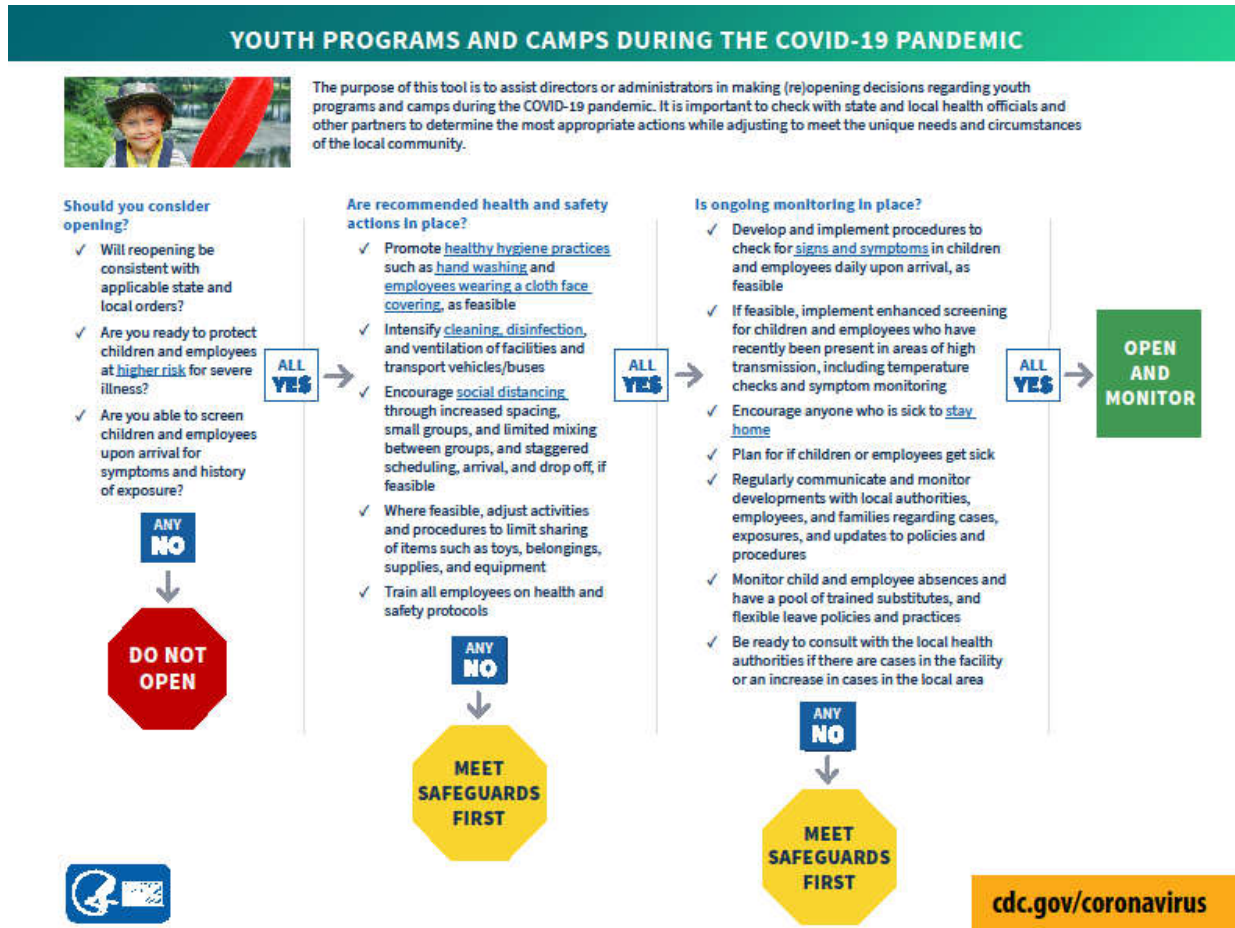 YOUTH PROGRAMS AND CAMPS DURING THE COVID-19 PANDEMIC
The purpose of this tool is to assist directors or administrators in making (re)opening decisions regarding youth
programs and camps during the COVID-19 pandemic. It is important to check with state and local health officials and
other partners to determine the most appropriate actions while adjusting to meet the unique needs and circumstances
of the local community.
Should you consider
opening?
✓ Will reopening be
consistent with
applicable state and
local orders?
✓ Are you ready to protect
children and employees
at higher risk for severe
illness?
✓ Are you able to screen
children and employees
upon arrival for
symptoms and history
of exposure?
ANY
NO
DO NOT
OPEN
ALL
YES
Are recommended health and safety
actions in place?
✓ Promote healthy hygiene practices
such as hand washing and
employees wearing a cloth face
covering, as feasible
✓ Intensify cleaning, disinfection,
and ventilation of facilities and
transport vehicles/buses
✓ Encourage social distancing
through increased spacing,
small groups, and limited mixing
between groups, and staggered
scheduling, arrival, and drop off, if
feasible
✓ Where feasible, adjust activities
and procedures to limit sharing
of items such as toys, belongings,
supplies, and equipment
✓ Train all employees on health and
safety protocols
ANY
NO
MEET
SAFEGUARDS
FIRST
ALL
YES
Is ongoing monitoring in place?
✓ Develop and implement procedures to
check for signs and symptoms in children
and employees daily upon arrival, as
feasible
✓ If feasible, implement enhanced screening
for children and employees who have
recently been present in areas of high
transmission, including temperature
checks and symptom monitoring
✓ Encourage anyone who is sick to stay
home
✓ Plan for if children or employees get sick
✓ Regularly communicate and monitor
developments with local authorities,
employees, and families regarding cases,
exposures, and updates to policies and
procedures
✓ Monitor child and employee absences and
have a pool of trained substitutes, and
flexible leave policies and practices
✓ Be ready to consult with the local health
authorities if there are cases in the facility
or an increase in cases in the local area
ANY
NO
MEET
SAFEGUARDS
FIRST
ALL
YES
OPEN
AND
MONITOR
cdc.gov/coronavirus